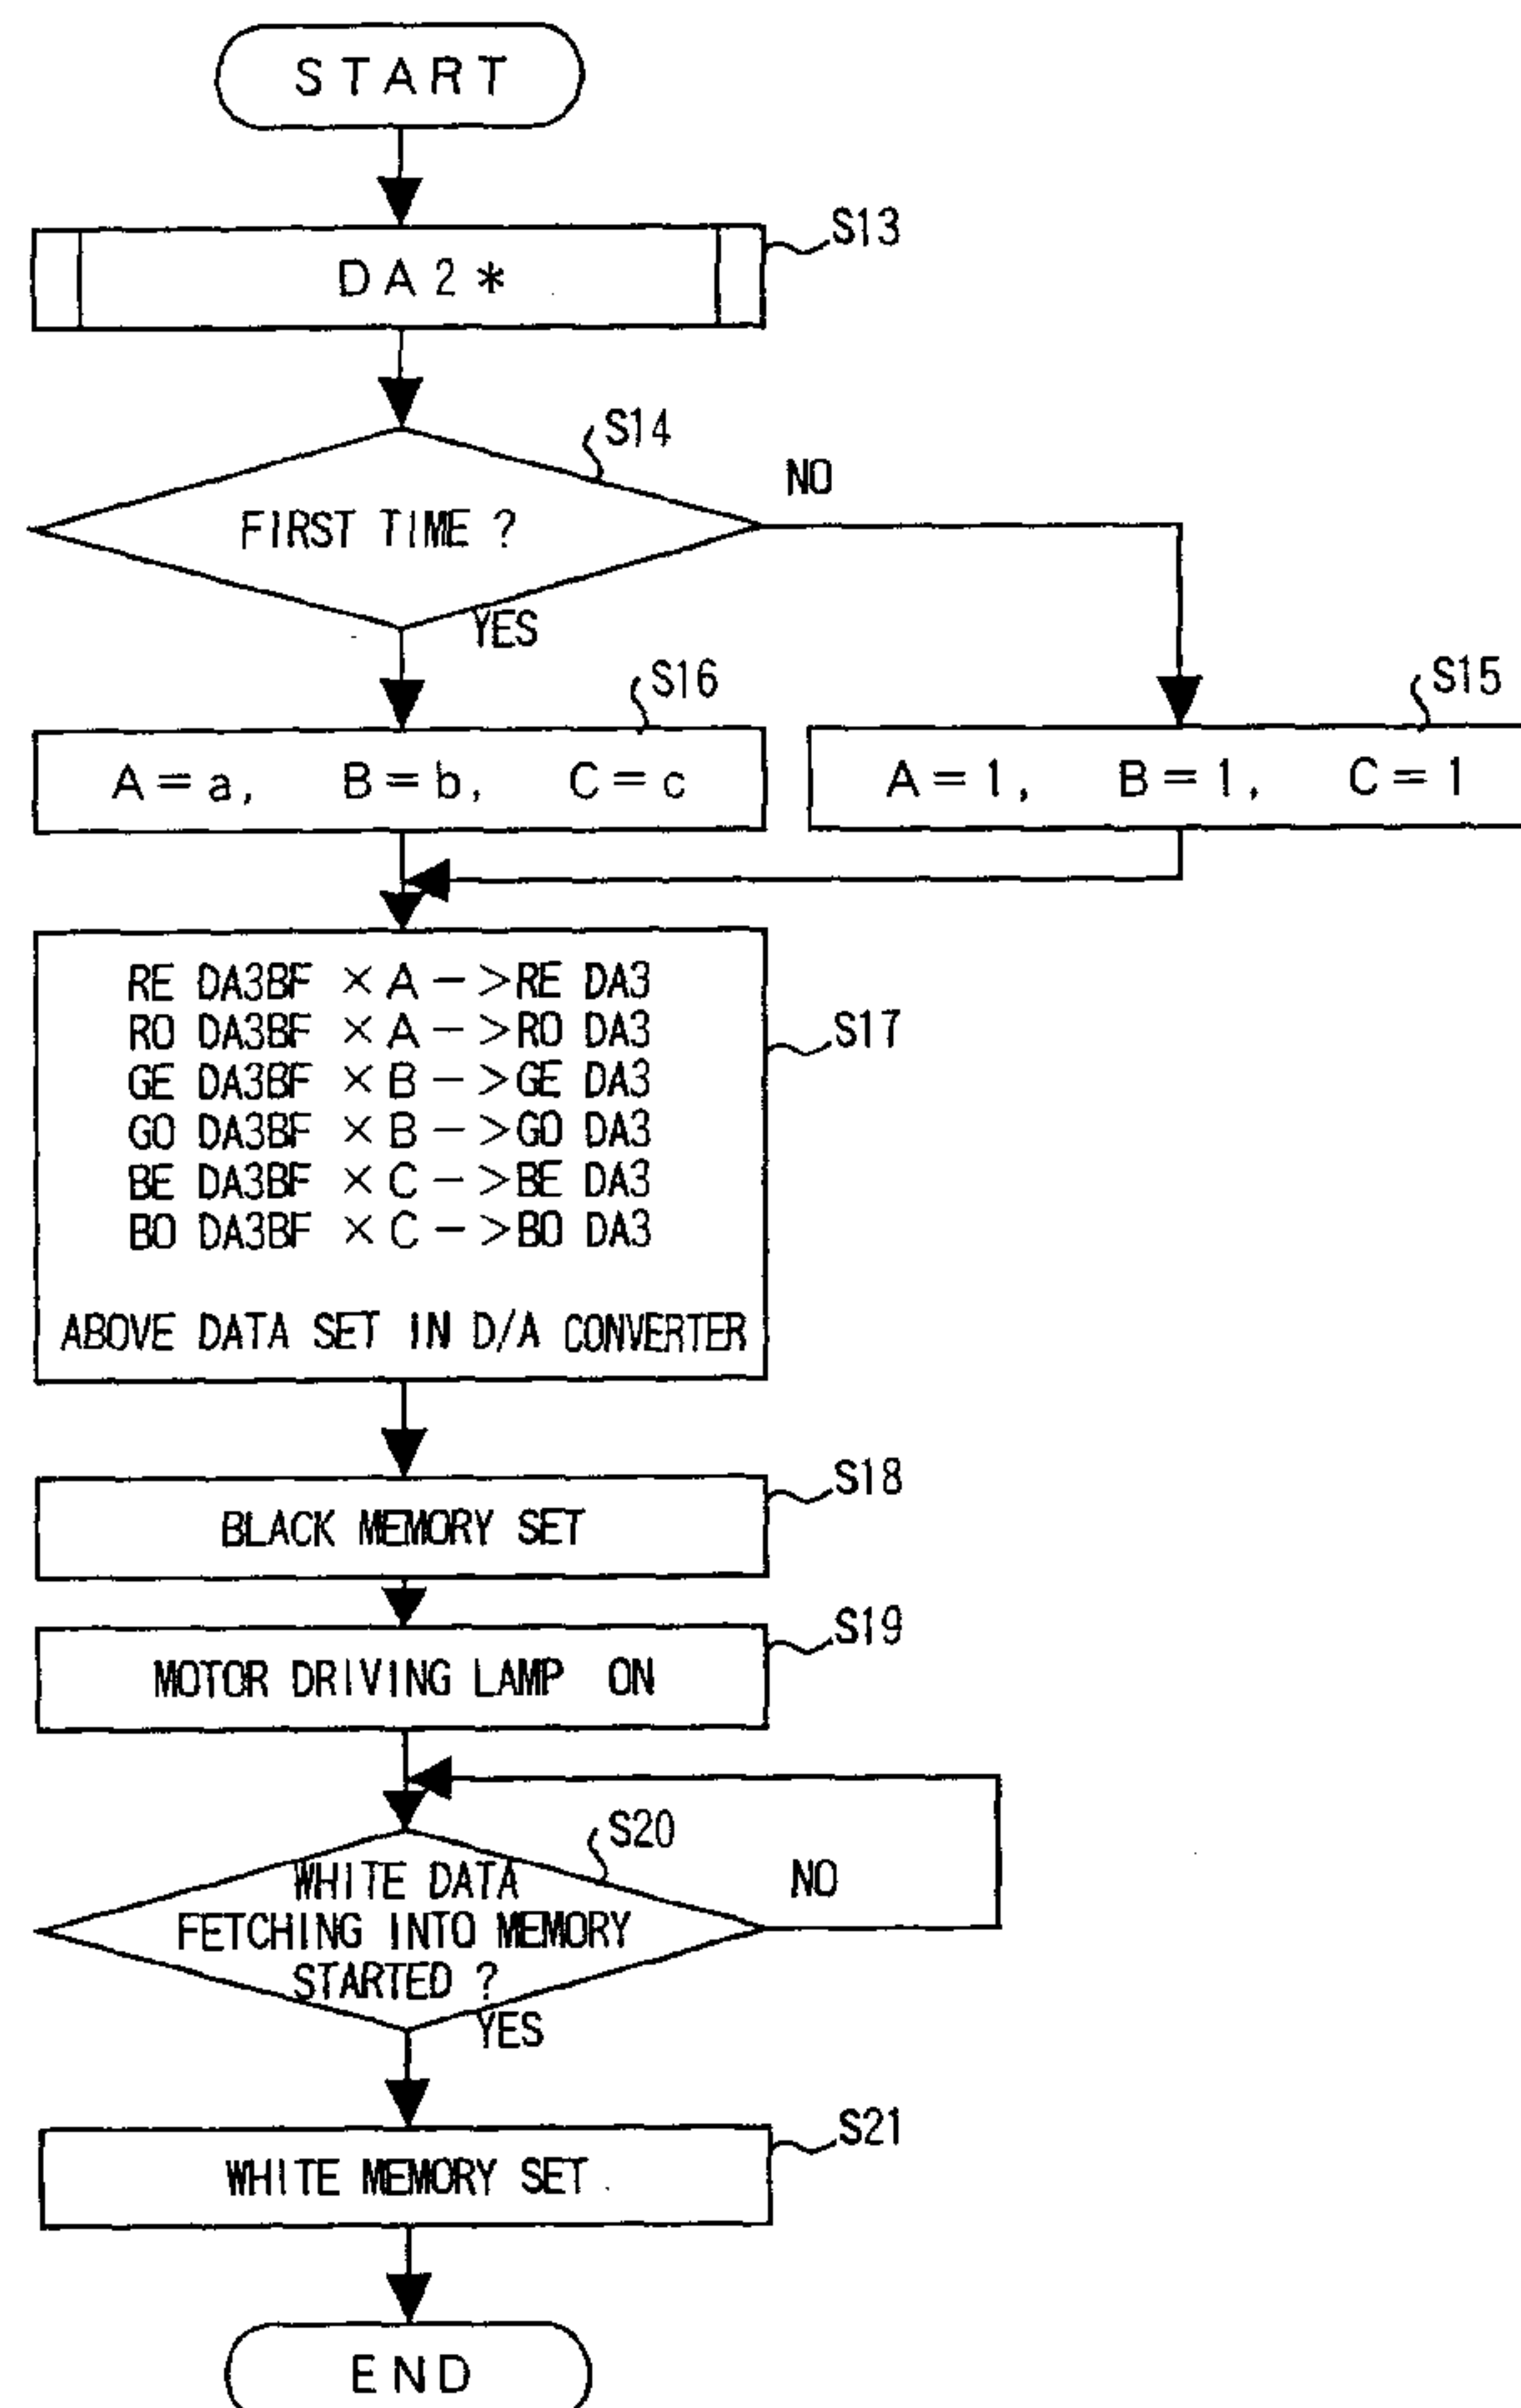 START
S13
DA2*
S14
NO
FIRST TIME ?
YES
S16
S15
A=a, B=b, C=c
A=1, B=1, C=1
RE DA3BF ×A－>RE DA3
RO DA3BF ×A－>RO DA3
GE DA3BF ×B－>GE DA3
GO DA3BF ×B－>GO DA3
BE DA3BF ×C－>BE DA3
BO DA3BF ×C－>BO DA3
S17
ABOVE DATA SET IN D/A CONVERTER
S18
BLACK MEMORY SET
S19
MOTOR DRIVING LAMP ON
S20
WHITE DATA
NO
FETCHING INTO MEMORY
STARTED ?
YES
S21
WHITE MEMORY SET
END